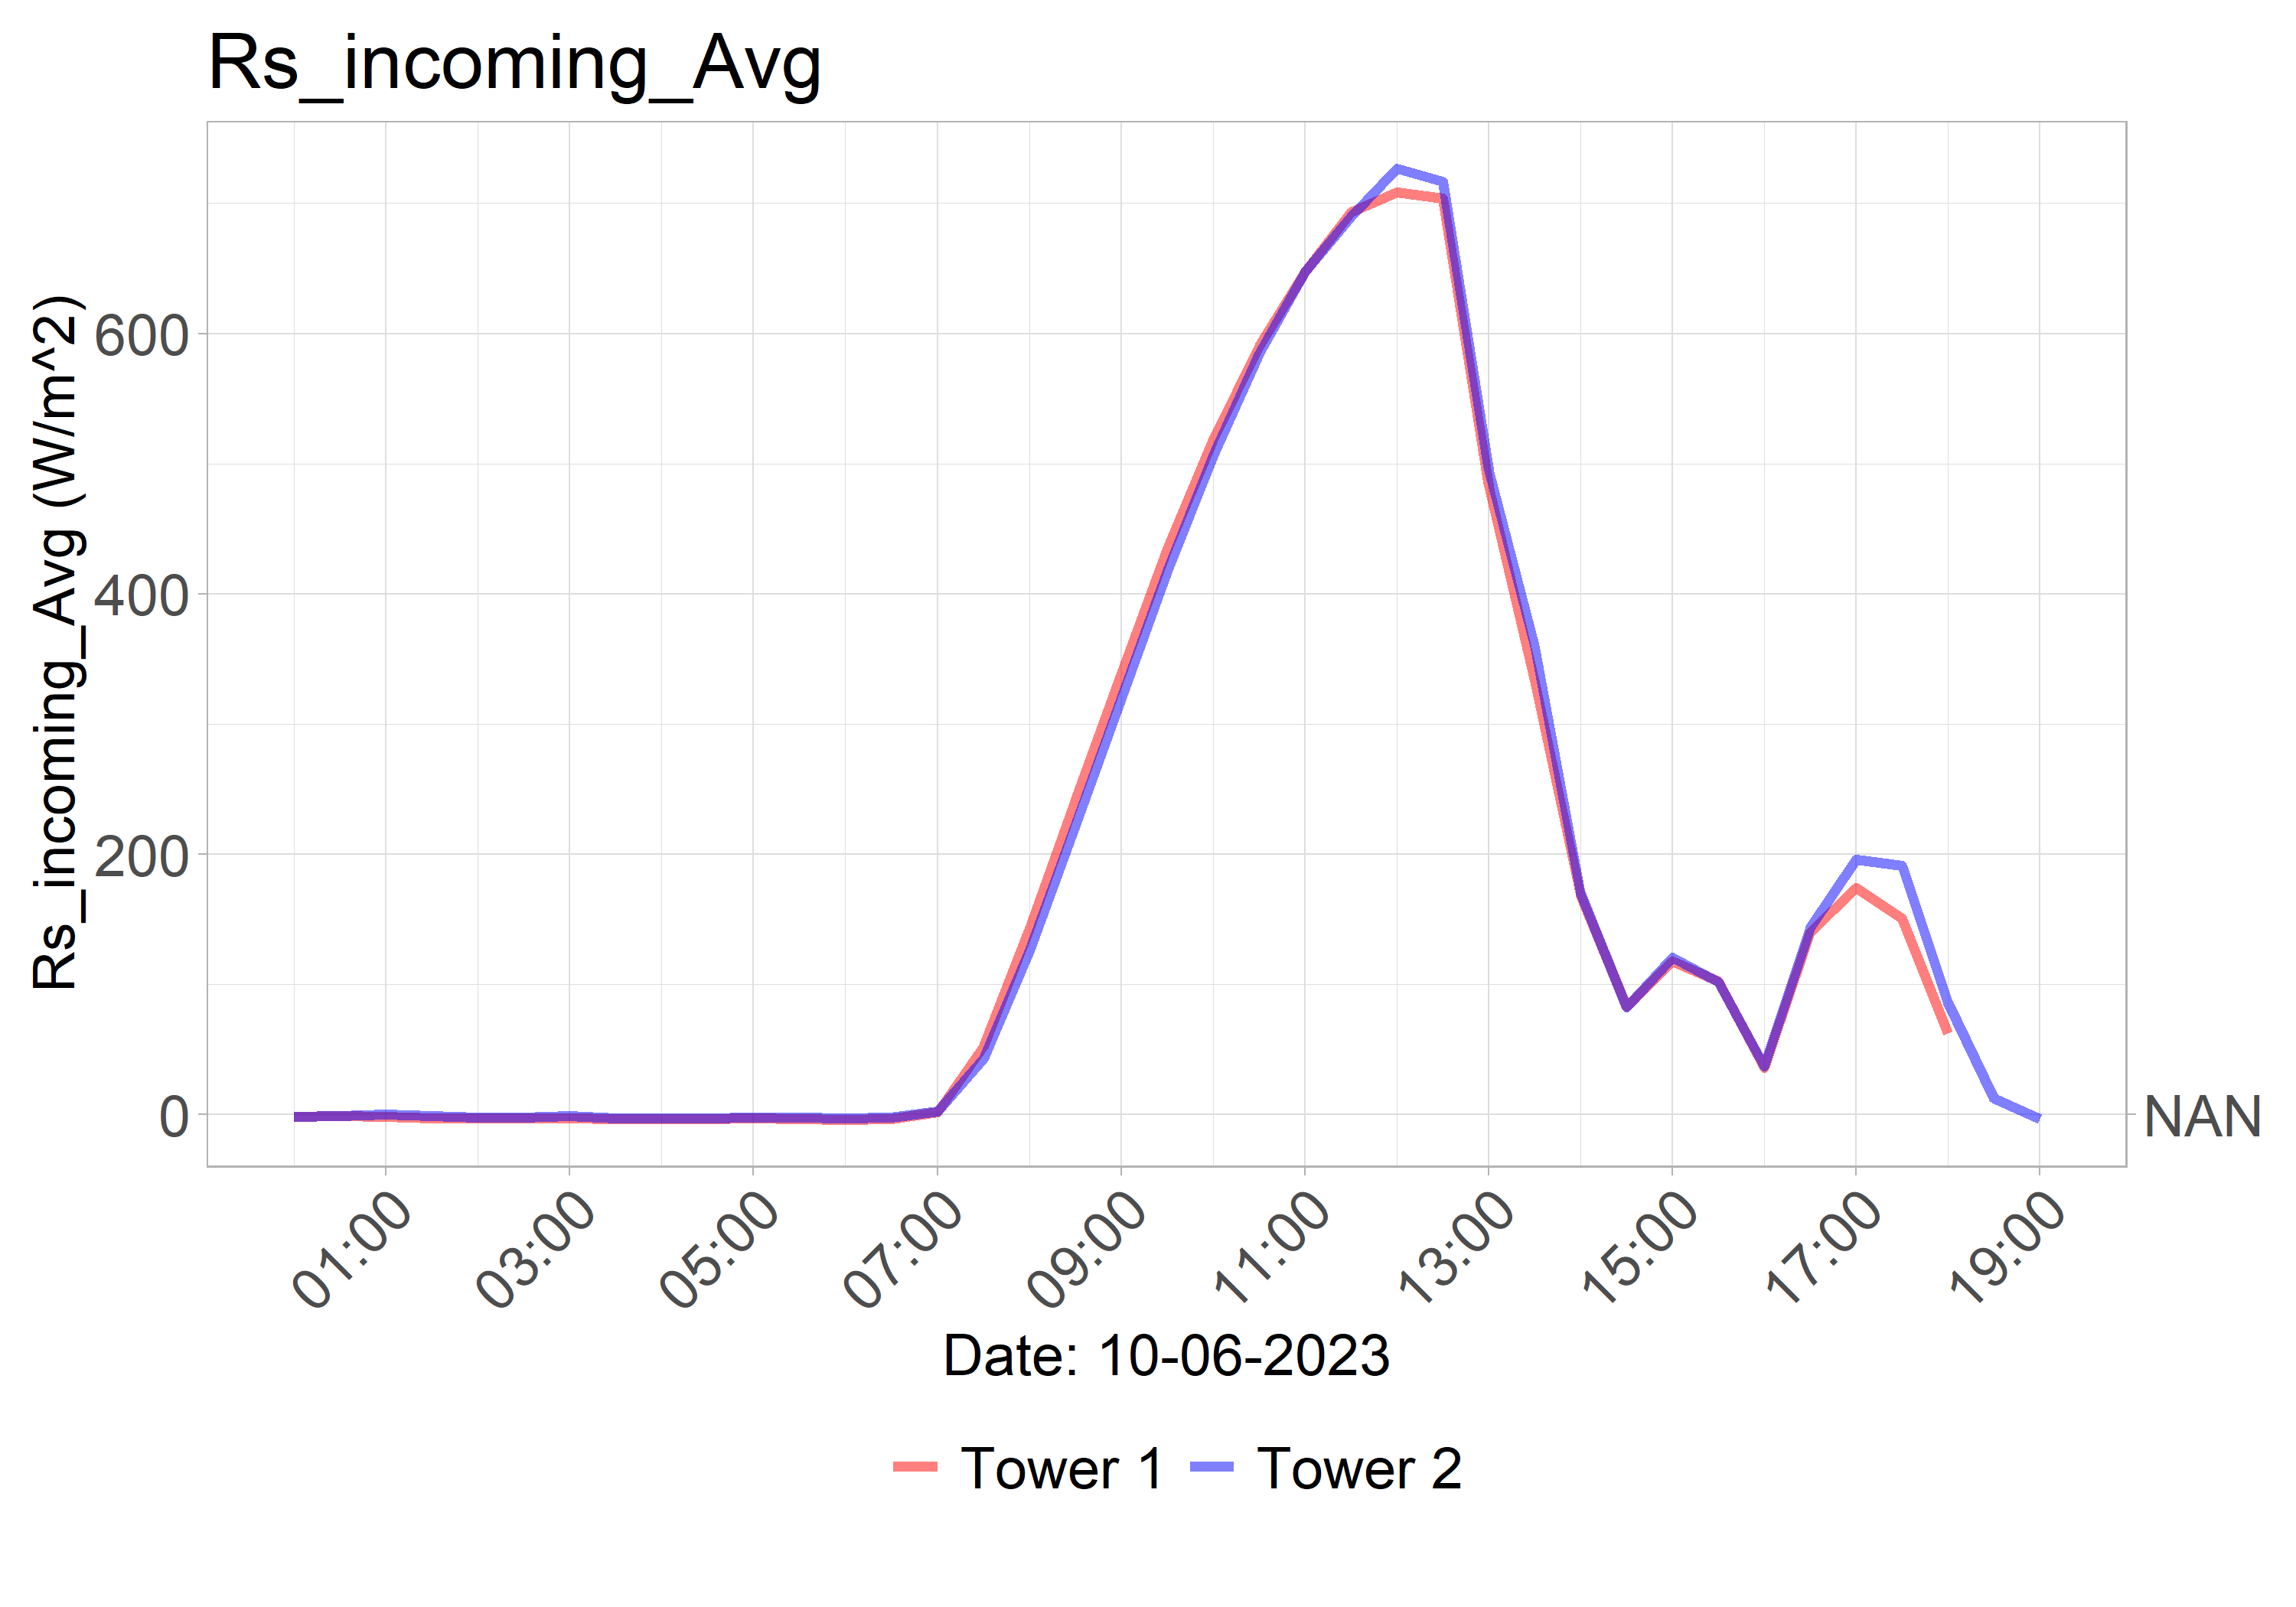 Rs_incoming_Avg
Rs_incoming_Avg (W/m^2)
600
400
200
0
NAN
01:00
03:00
05:00
07:00
09:00
11:00
13:00
15:00
17:00
19:00
Date: 10-06-2023
Tower 1
Tower 2